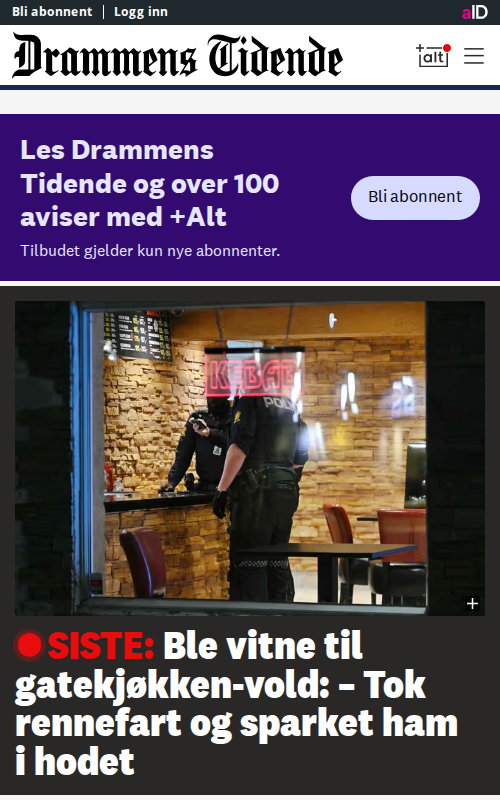 Bli abonnent
Logg inn
aID
Drammens Tidende
+alt
Les Drammens
Tidende og over 100
aviser med +Alt
Tilbudet gjelder kun nye abonnenter.
Bli abonnent
KEBAB
POLITI
SISTE: Ble vitne til
gatekjøkken-vold: – Tok
rennefart og sparket ham
i hodet